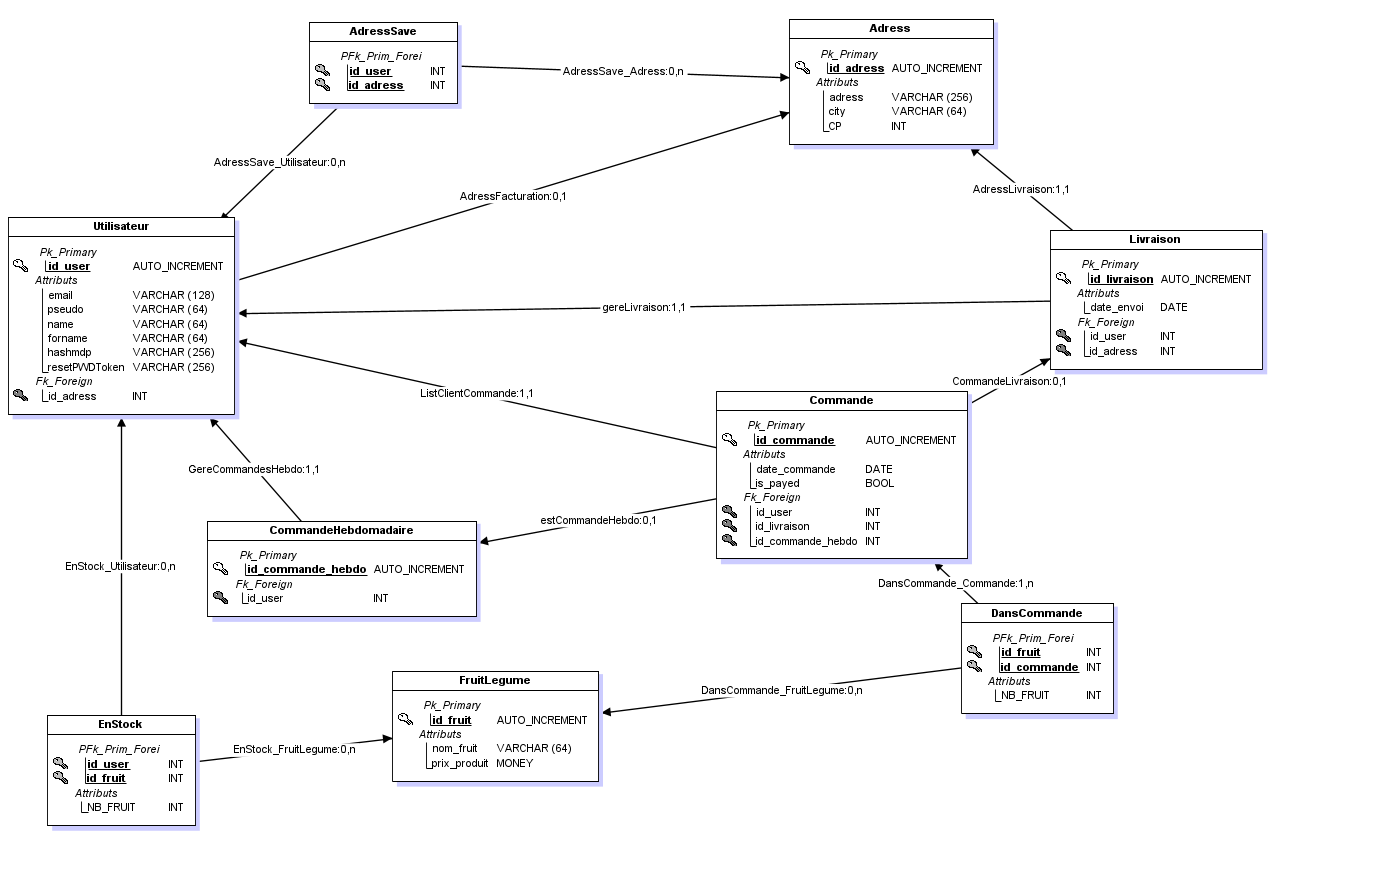 AdressSave
PFk_Prim_Forei
id_user INT
id_adress INT
Adress
Pk_Primary
id_adress AUTO_INCREMENT
Attributs
adress VARCHAR (256)
city VARCHAR (64)
CP INT
AdressSave_Adress:0,n
AdressSave_Utilisateur:0,n
AdressFacturation:0,1
AdressLivraison:1,1
Utilisateur
Pk_Primary
id_user AUTO_INCREMENT
Attributs
email VARCHAR (128)
pseudo VARCHAR (64)
name VARCHAR (64)
forname VARCHAR (64)
hashmdp VARCHAR (256)
resetPWDToken VARCHAR (256)
Fk_Foreign
id_adress INT
Livraison
Pk_Primary
id_livraison AUTO_INCREMENT
Attributs
date_envoi DATE
Fk_Foreign
id_user INT
id_adress INT
gereLivraison:1,1
CommandeLivraison:0,1
ListClientCommande:1,1
Commande
Pk_Primary
id_commande AUTO_INCREMENT
Attributs
date_commande DATE
is_payed BOOL
Fk_Foreign
id_user INT
id_livraison INT
id_commande_hebdo INT
GereCommandesHebdo:1,1
estCommandeHebdo:0,1
CommandeHebdomadaire
Pk_Primary
id_commande_hebdo AUTO_INCREMENT
Fk_Foreign
id_user INT
EnStock_Utilisateur:0,n
DansCommande_Commande:1,n
DansCommande
PFk_Prim_Forei
id_fruit INT
id_commande INT
Attributs
NB_FRUIT INT
DansCommande_FruitLegume:0,n
FruitLegume
Pk_Primary
id_fruit AUTO_INCREMENT
Attributs
nom_fruit VARCHAR (64)
prix_produit MONEY
EnStock_FruitLegume:0,n
EnStock
PFk_Prim_Forei
id_user INT
id_fruit INT
Attributs
NB_FRUIT INT